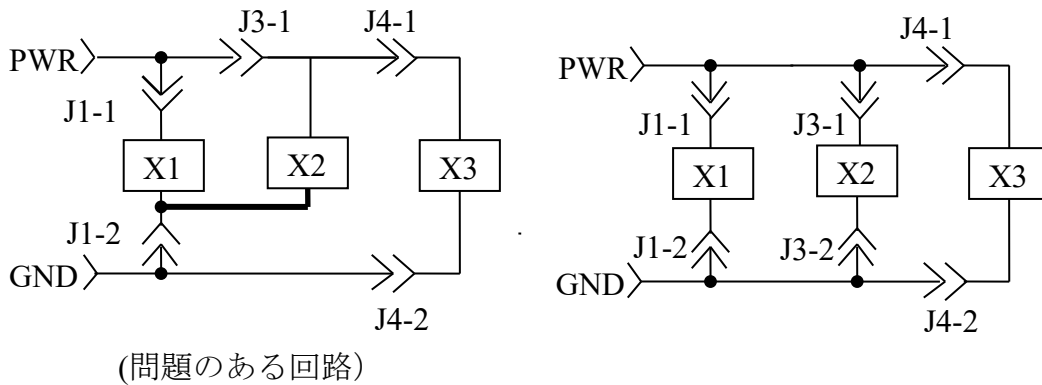 J3-1 J4-1
PWR
J1-1
X1 X2 X3
J1-2
GND
J4-2
(問題のある回路）
J4-1
PWR
J1-1 J3-1
X1 X2 X3
J1-2 J3-2
GND
J4-2